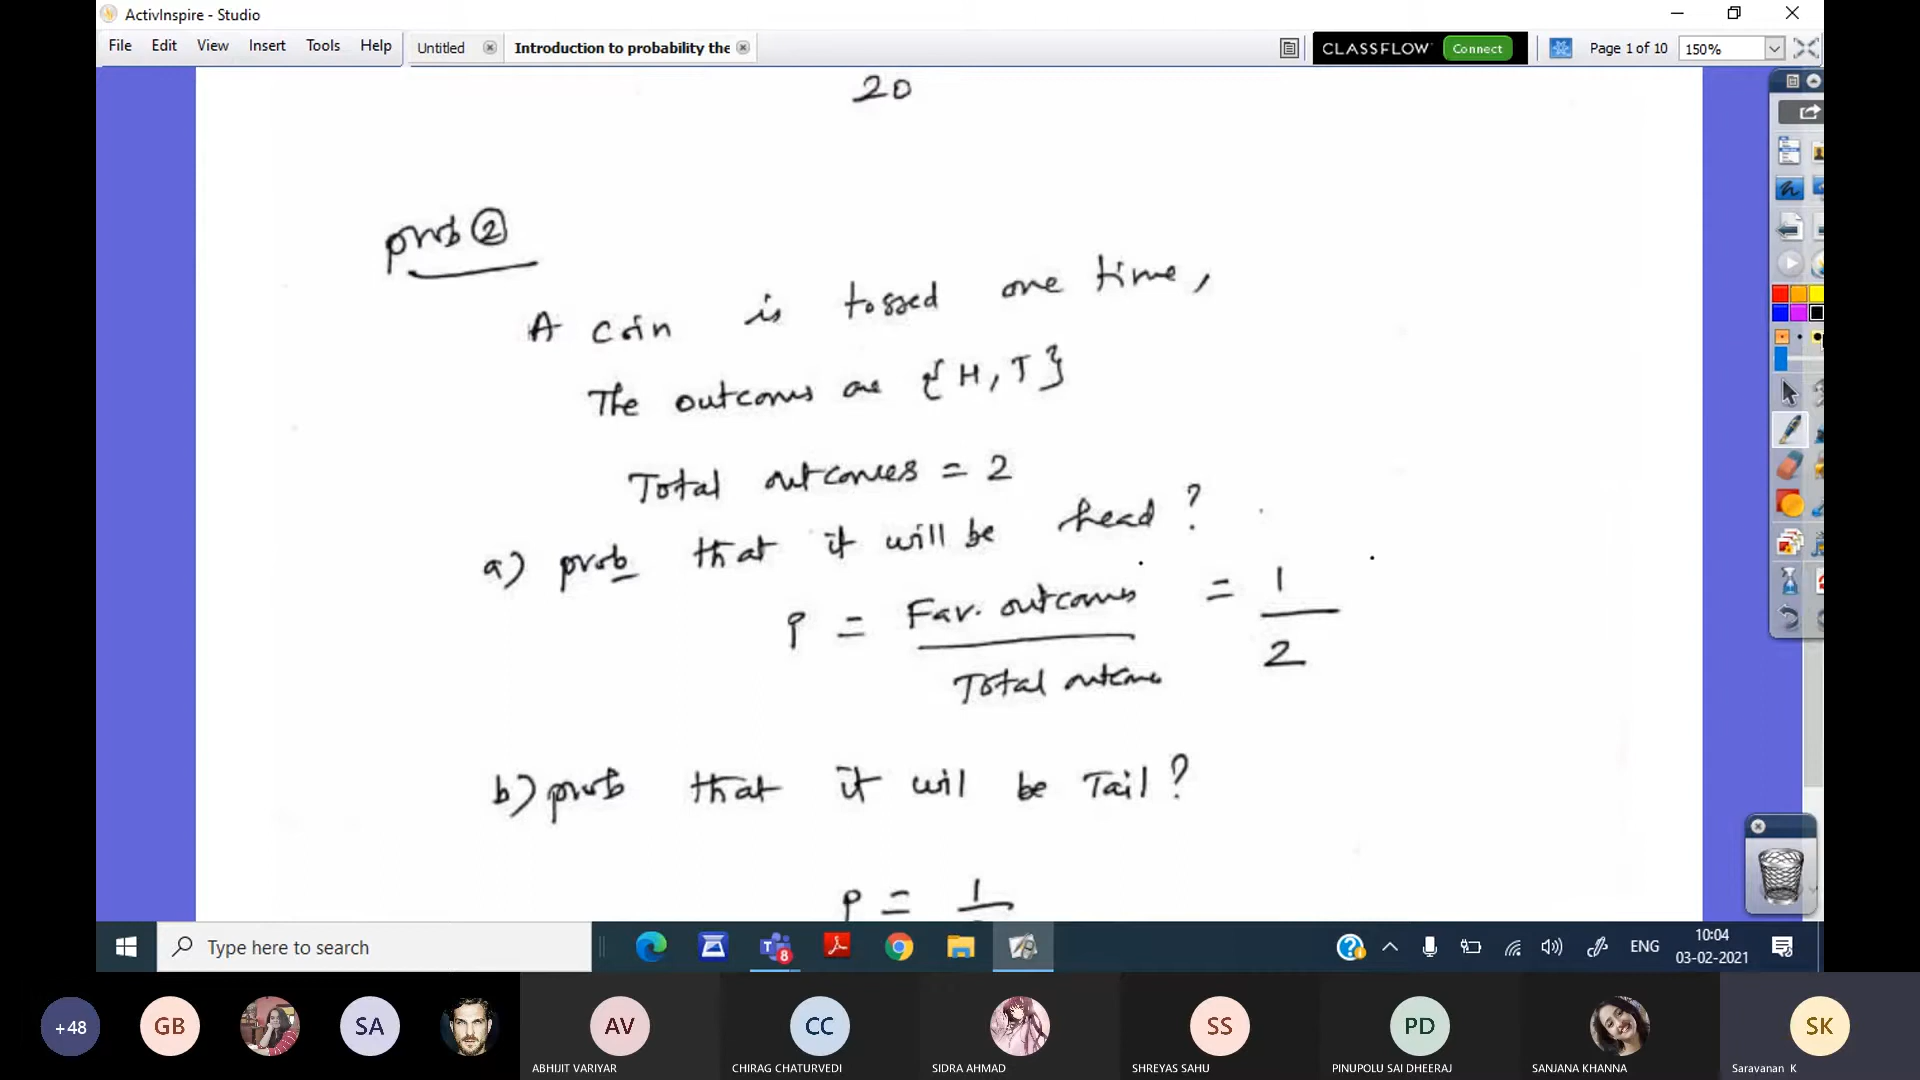 ActivInspire - Studio
File Edit View Insert Tools Help Untitled Introduction to probability the CLASSFLOW Connect Page 1 of 10 150%
20
prob ②
A coin is tossed one time,
The outcomes are {H, T}
Total outcomes = 2
a) prob that it will be head?
P = Fav. outcomes / Total outcome = 1/2
b) prob that it will be Tail?
P = 1
Type here to search 8 ENG 10:04
03-02-2021
+48 GB SA AV CC SS PD SK
ABHIJIT VARIYAR CHIRAG CHATURVEDI SIDRA AHMAD SHREYAS SAHU PINUPOLU SAI DHEERAJ SANJANA KHANNA Saravanan K